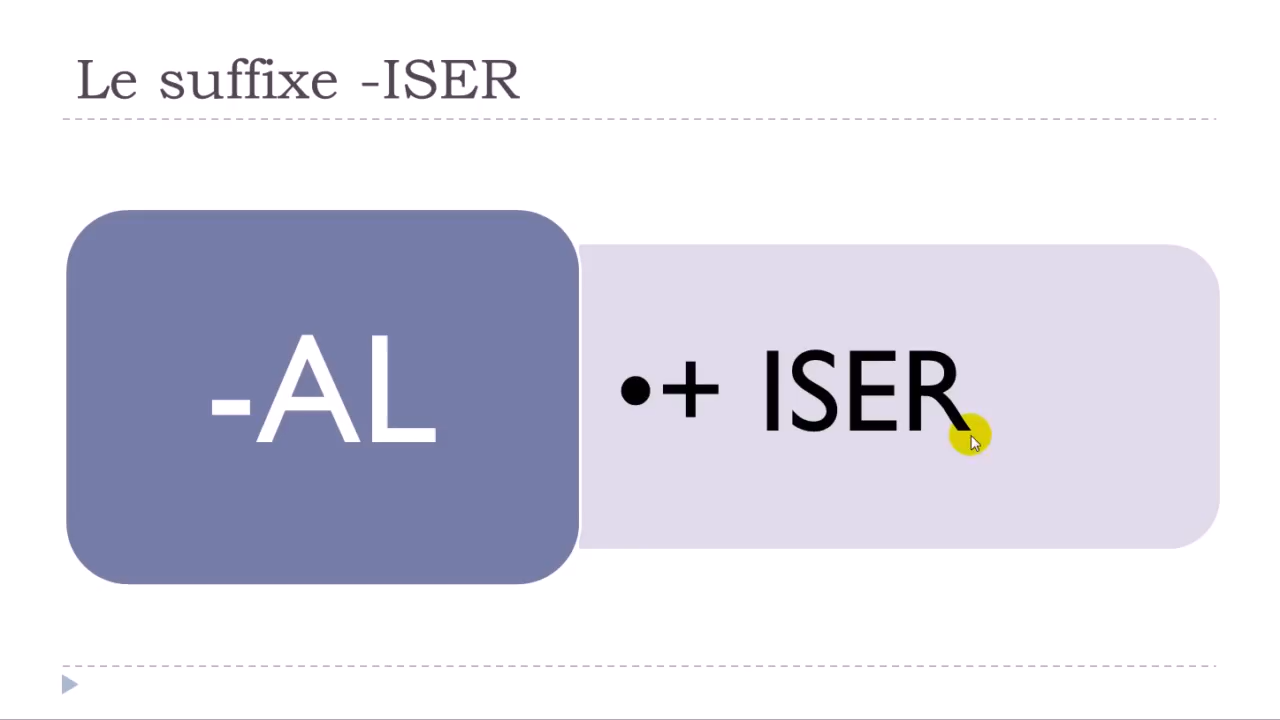 Le suffixe -ISER
-AL
•+ ISER